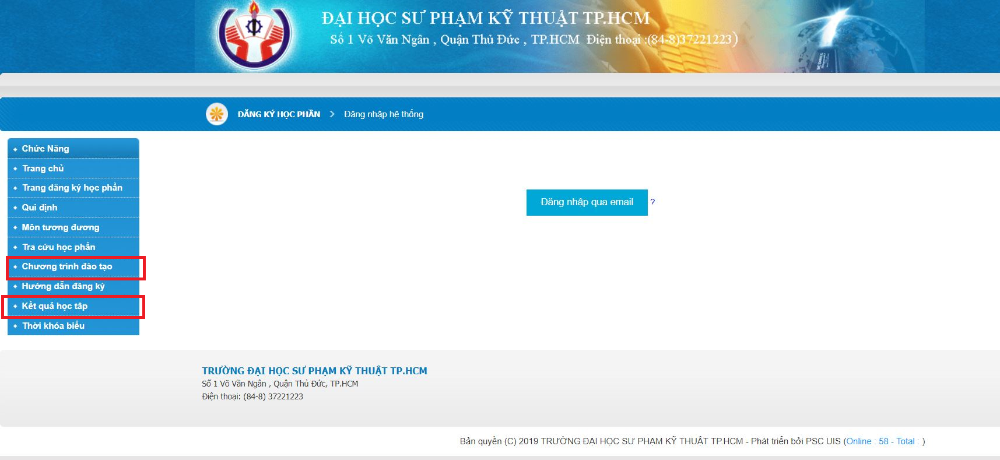 ĐẠI HỌC SƯ PHẠM KỸ THUẬT TP.HCM
Số 1 Võ Văn Ngân , Quận Thủ Đức , TP.HCM Điện thoại :(84-8)37221223)
ĐĂNG KÝ HỌC PHẦN > Đăng nhập hệ thống
Chức Năng
Trang chủ
Trang đăng ký học phần
Qui định
Môn tương đương
Tra cứu học phần
Chương trình đào tạo
Hướng dẫn đăng ký
Kết quả học tâp
Thời khóa biểu
Đăng nhập qua email ?
TRƯỜNG ĐẠI HỌC SƯ PHẠM KỸ THUẬT TP.HCM
Số 1 Võ Văn Ngân , Quận Thủ Đức, TP.HCM
Điện thoại: (84-8) 37221223
Bản quyền (C) 2019 TRƯỜNG ĐẠI HỌC SƯ PHẠM KỸ THUẬT TP.HCM - Phát triển bởi PSC UIS (Online : 58 - Total : )